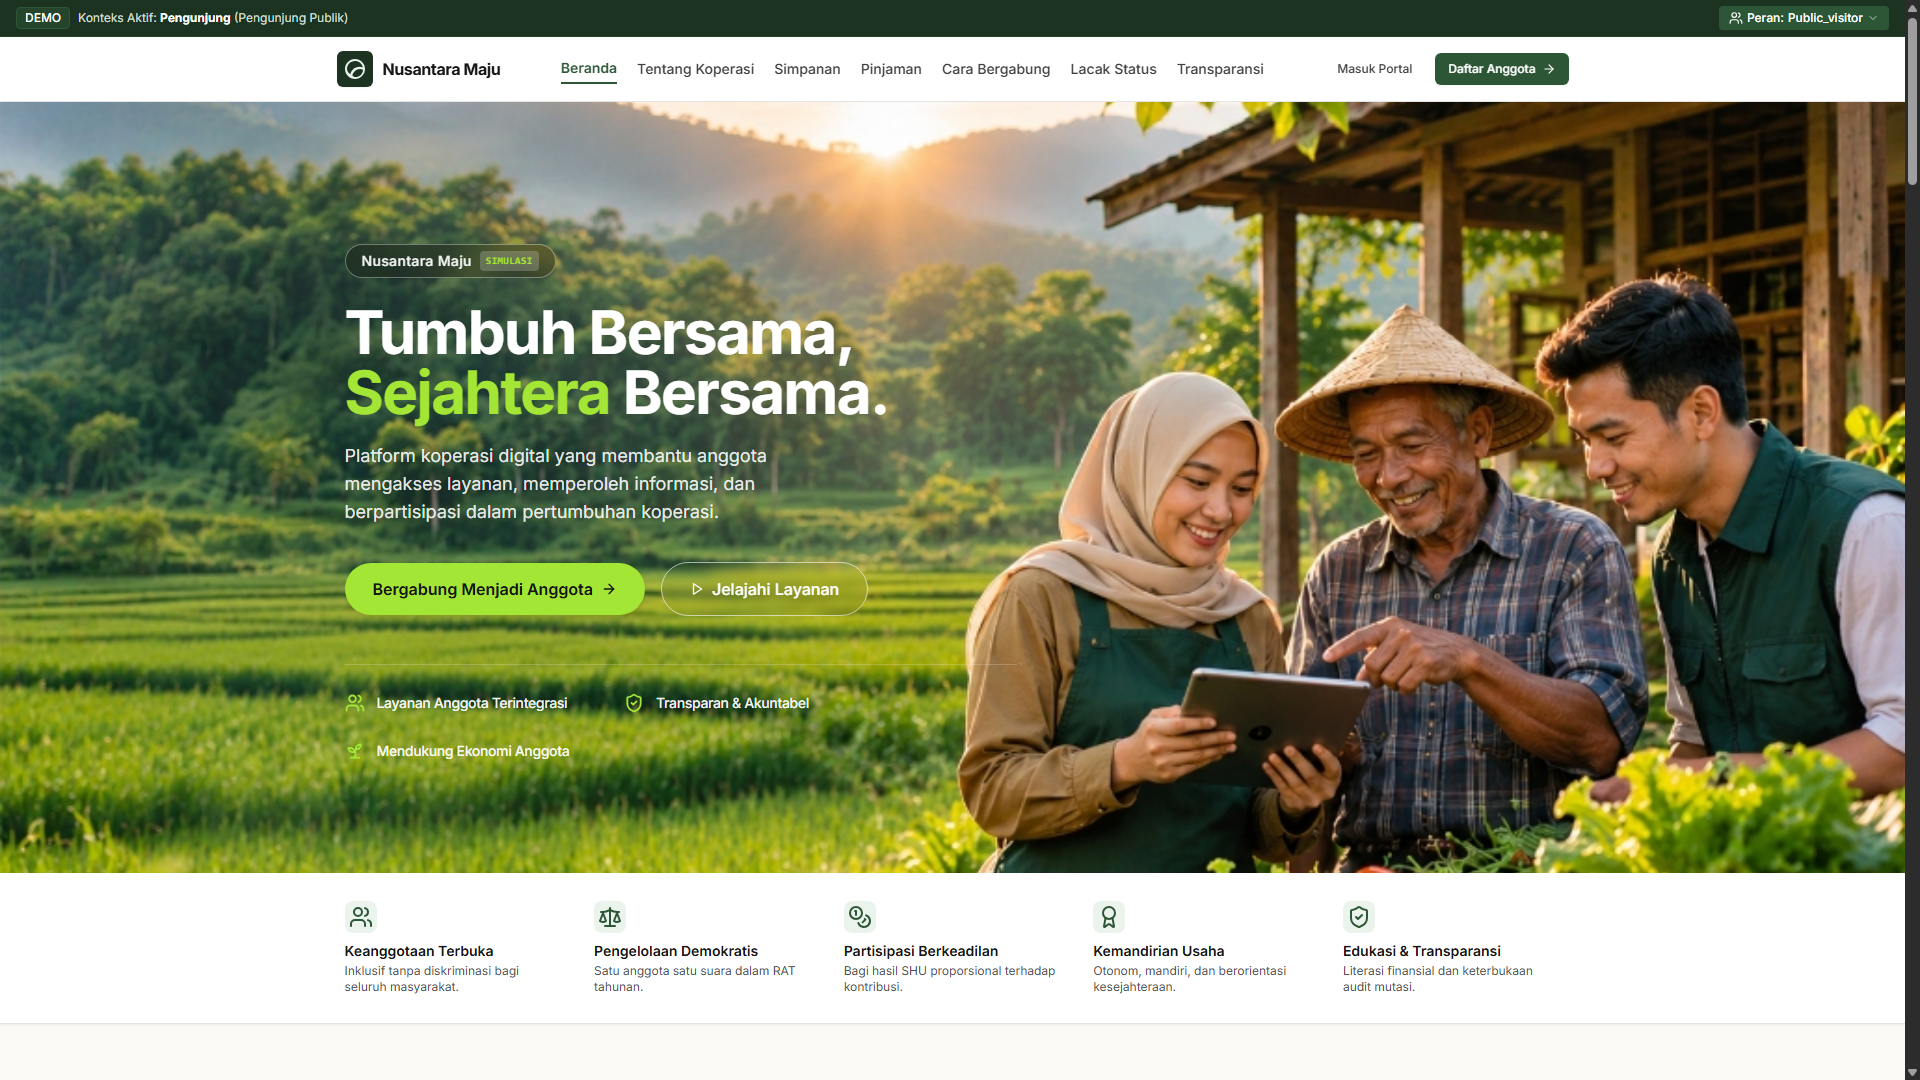 DEMO Konteks Aktif: Pengunjung (Pengunjung Publik)
Peran: Public_visitor
Nusantara Maju
Beranda Tentang Koperasi Simpanan Pinjaman Cara Bergabung Lacak Status Transparansi
Masuk Portal
Daftar Anggota
Nusantara Maju SIMULASI
Tumbuh Bersama,
Sejahtera Bersama.
Platform koperasi digital yang membantu anggota
mengakses layanan, memperoleh informasi, dan
berpartisipasi dalam pertumbuhan koperasi.
Bergabung Menjadi Anggota
Jelajahi Layanan
Layanan Anggota Terintegrasi
Transparan & Akuntabel
Mendukung Ekonomi Anggota
Keanggotaan Terbuka
Inklusif tanpa diskriminasi bagi
seluruh masyarakat.
Pengelolaan Demokratis
Satu anggota satu suara dalam RAT
tahunan.
Partisipasi Berkeadilan
Bagi hasil SHU proporsional terhadap
kontribusi.
Kemandirian Usaha
Otonom, mandiri, dan berorientasi
kesejahteraan.
Edukasi & Transparansi
Literasi finansial dan keterbukaan
audit mutasi.